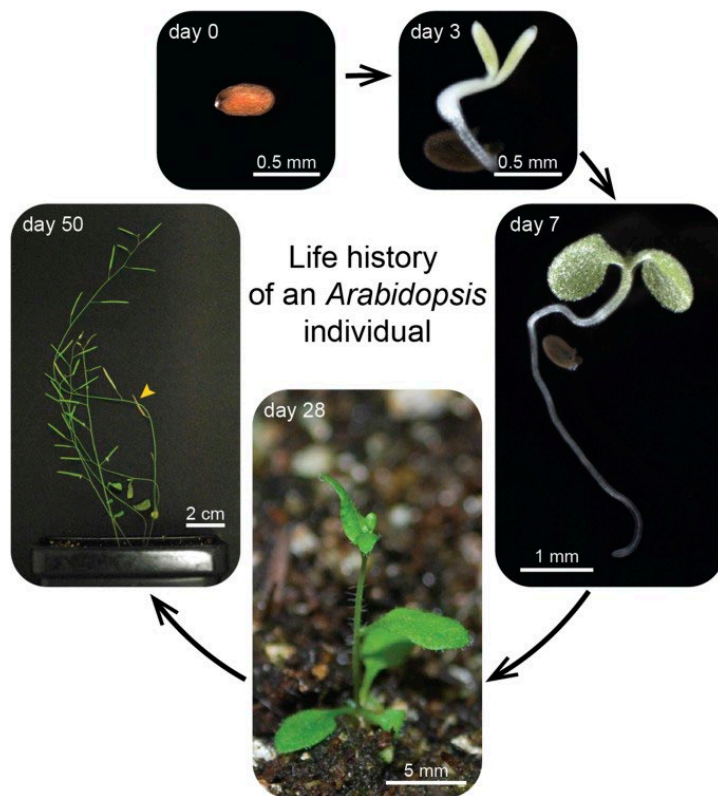 day 0
0.5 mm
day 3
0.5 mm
day 7
1 mm
Life history
of an Arabidopsis
individual
day 28
5 mm
day 50
2 cm